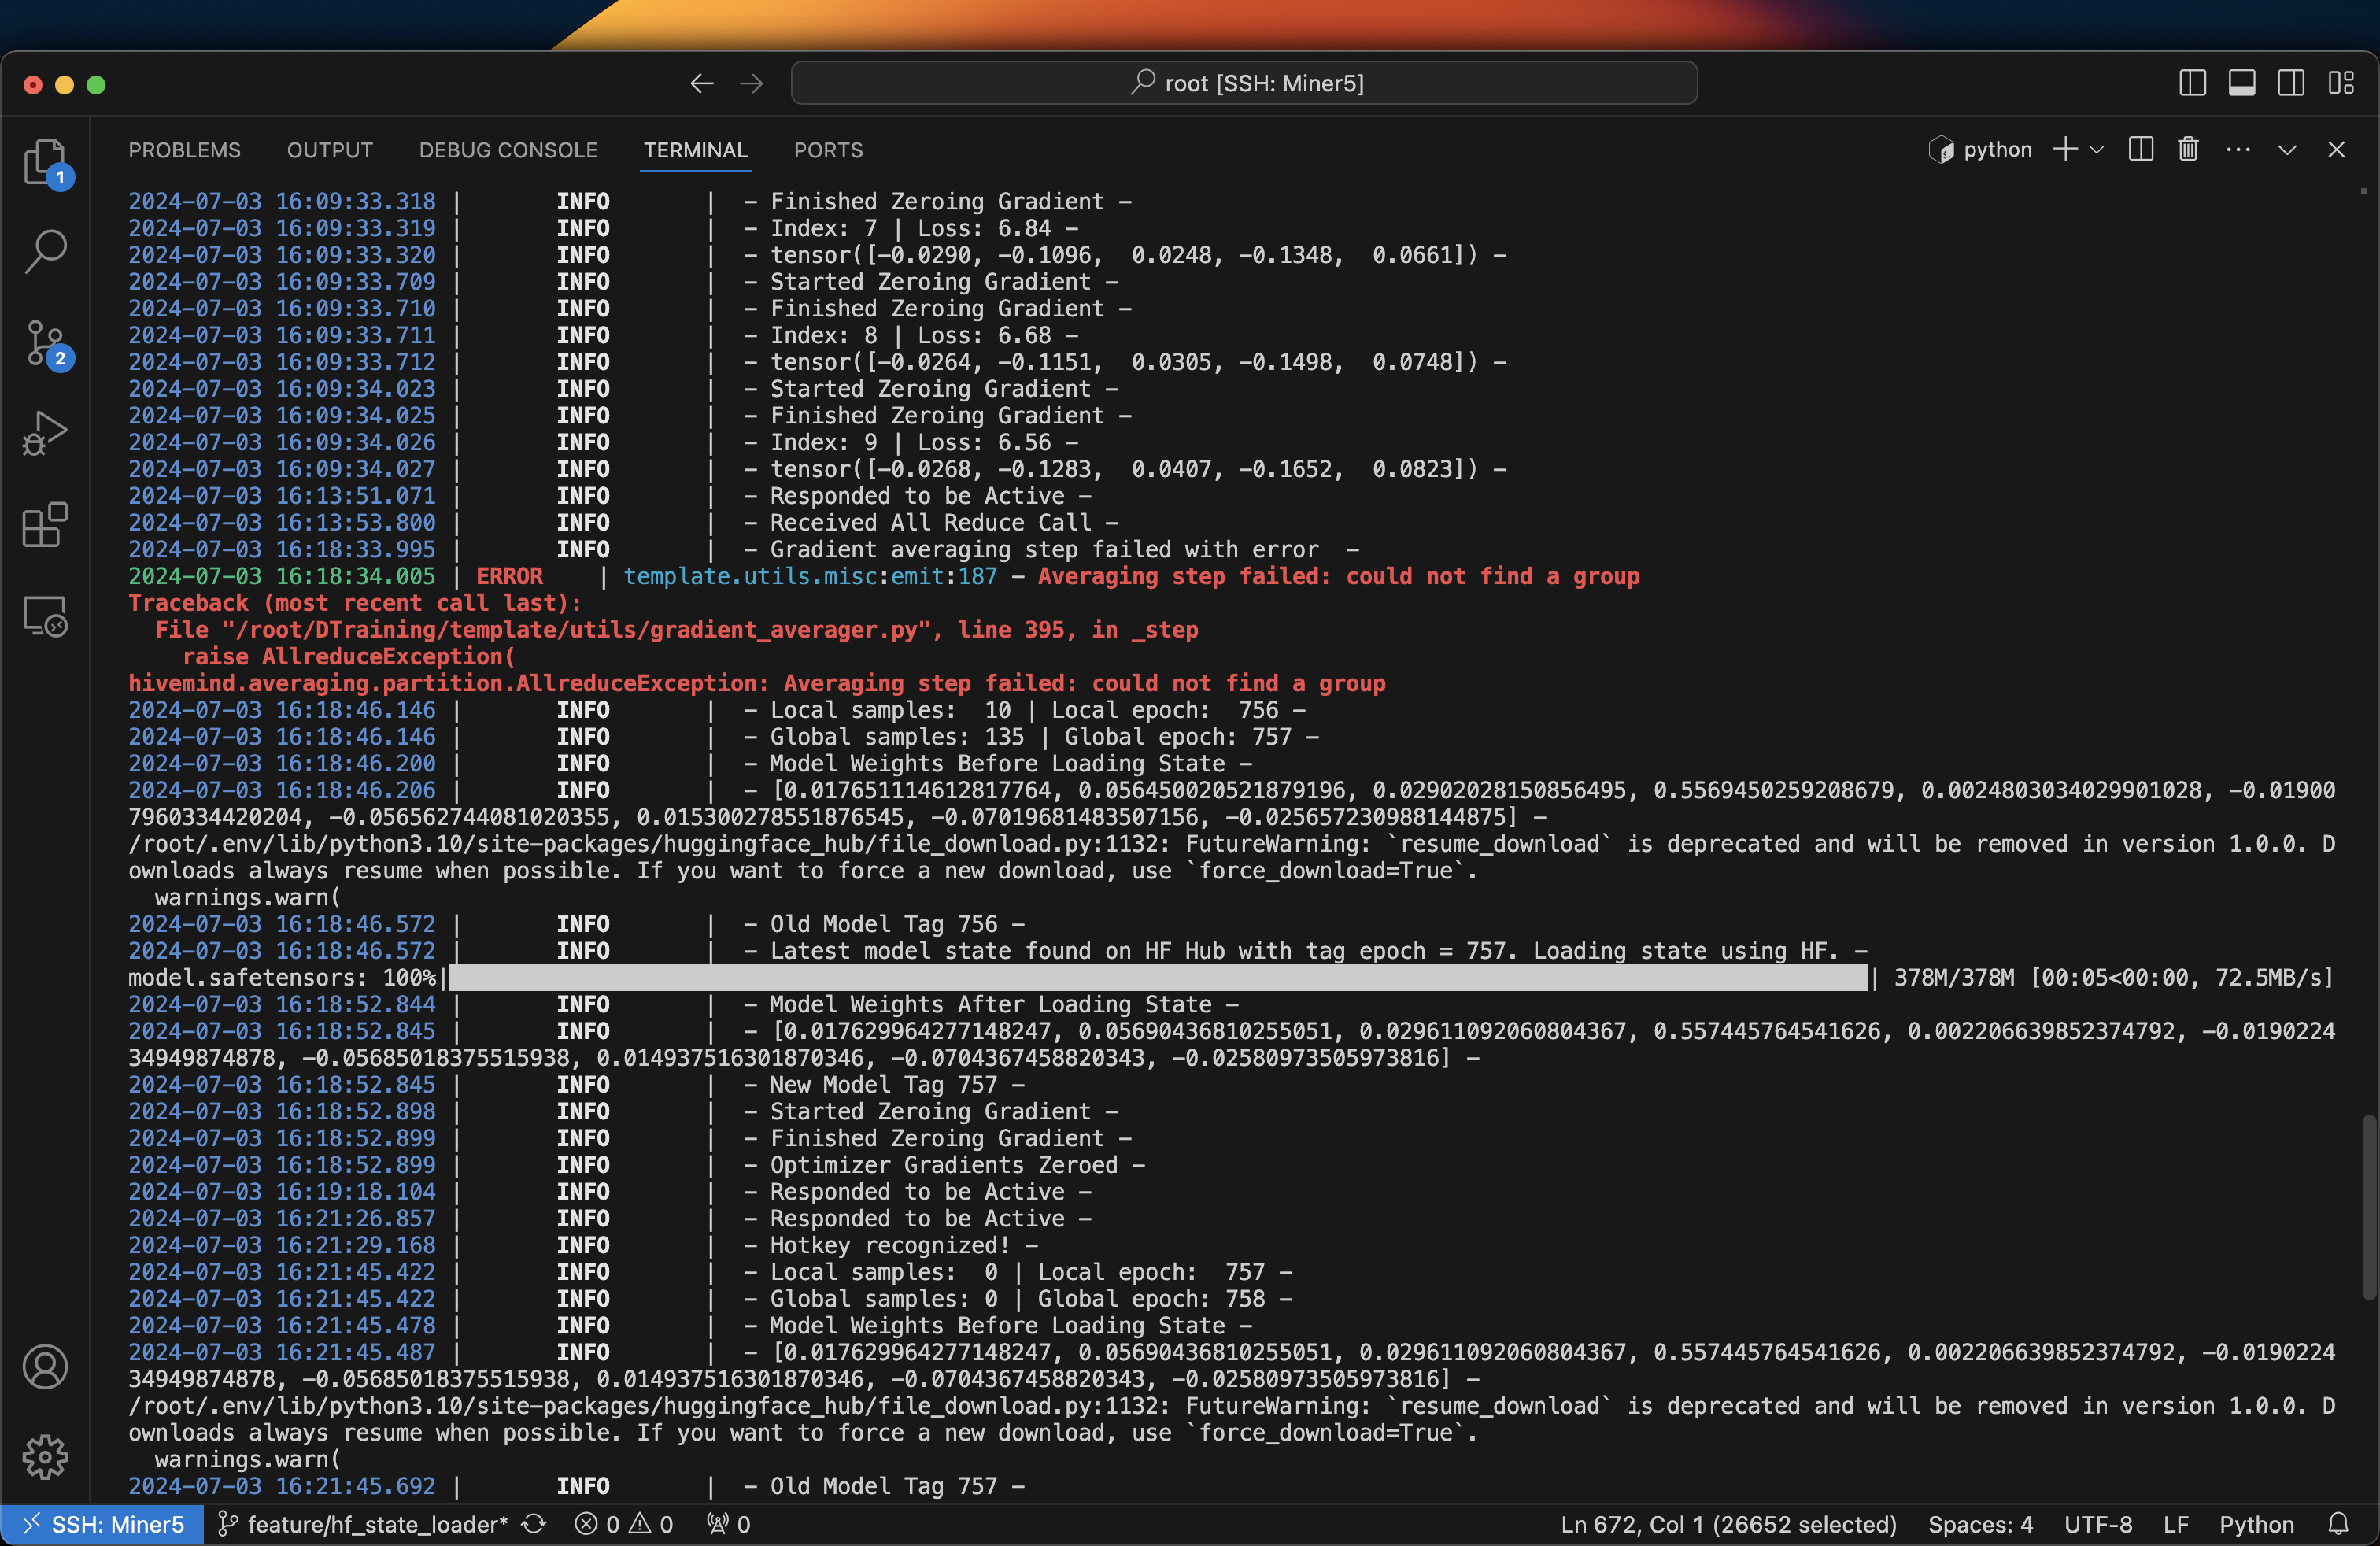 root [SSH: Miner5]
PROBLEMS OUTPUT DEBUG CONSOLE TERMINAL PORTS python
1
2
2024-07-03 16:09:33.318 | INFO | - Finished Zeroing Gradient -
2024-07-03 16:09:33.319 | INFO | - Index: 7 | Loss: 6.84 -
2024-07-03 16:09:33.320 | INFO | - tensor([-0.0290, -0.1096, 0.0248, -0.1348, 0.0661]) -
2024-07-03 16:09:33.709 | INFO | - Started Zeroing Gradient -
2024-07-03 16:09:33.710 | INFO | - Finished Zeroing Gradient -
2024-07-03 16:09:33.711 | INFO | - Index: 8 | Loss: 6.68 -
2024-07-03 16:09:33.712 | INFO | - tensor([-0.0264, -0.1151, 0.0305, -0.1498, 0.0748]) -
2024-07-03 16:09:34.023 | INFO | - Started Zeroing Gradient -
2024-07-03 16:09:34.025 | INFO | - Finished Zeroing Gradient -
2024-07-03 16:09:34.026 | INFO | - Index: 9 | Loss: 6.56 -
2024-07-03 16:09:34.027 | INFO | - tensor([-0.0268, -0.1283, 0.0407, -0.1652, 0.0823]) -
2024-07-03 16:13:51.071 | INFO | - Responded to be Active -
2024-07-03 16:13:53.800 | INFO | - Received All Reduce Call -
2024-07-03 16:18:33.995 | INFO | - Gradient averaging step failed with error -
2024-07-03 16:18:34.005 | ERROR | template.utils.misc:emit:187 - Averaging step failed: could not find a group
Traceback (most recent call last):
File "/root/DTraining/template/utils/gradient_averager.py", line 395, in _step
raise AllreduceException(
hivemind.averaging.partition.AllreduceException: Averaging step failed: could not find a group
2024-07-03 16:18:46.146 | INFO | - Local samples: 10 | Local epoch: 756 -
2024-07-03 16:18:46.146 | INFO | - Global samples: 135 | Global epoch: 757 -
2024-07-03 16:18:46.200 | INFO | - Model Weights Before Loading State -
2024-07-03 16:18:46.206 | INFO | - [0.017651114612817764, 0.056450020521879196, 0.02902028150856495, 0.5569450259208679, 0.0024803034029901028, -0.01900
7960334420204, -0.056562744081020355, 0.015300278551876545, -0.07019681483507156, -0.025657230988144875] -
/root/.env/lib/python3.10/site-packages/huggingface_hub/file_download.py:1132: FutureWarning: `resume_download` is deprecated and will be removed in version 1.0.0. D
ownloads always resume when possible. If you want to force a new download, use `force_download=True`.
warnings.warn(
2024-07-03 16:18:46.572 | INFO | - Old Model Tag 756 -
2024-07-03 16:18:46.572 | INFO | - Latest model state found on HF Hub with tag epoch = 757. Loading state using HF. -
model.safetensors: 100%| | 378M/378M [00:05<00:00, 72.5MB/s]
2024-07-03 16:18:52.844 | INFO | - Model Weights After Loading State -
2024-07-03 16:18:52.845 | INFO | - [0.017629964277148247, 0.05690436810255051, 0.029611092060804367, 0.557445764541626, 0.002206639852374792, -0.0190224
34949874878, -0.05685018375515938, 0.014937516301870346, -0.0704367458820343, -0.02580973505973816] -
2024-07-03 16:18:52.845 | INFO | - New Model Tag 757 -
2024-07-03 16:18:52.898 | INFO | - Started Zeroing Gradient -
2024-07-03 16:18:52.899 | INFO | - Finished Zeroing Gradient -
2024-07-03 16:18:52.899 | INFO | - Optimizer Gradients Zeroed -
2024-07-03 16:19:18.104 | INFO | - Responded to be Active -
2024-07-03 16:21:26.857 | INFO | - Responded to be Active -
2024-07-03 16:21:29.168 | INFO | - Hotkey recognized! -
2024-07-03 16:21:45.422 | INFO | - Local samples: 0 | Local epoch: 757 -
2024-07-03 16:21:45.422 | INFO | - Global samples: 0 | Global epoch: 758 -
2024-07-03 16:21:45.478 | INFO | - Model Weights Before Loading State -
2024-07-03 16:21:45.487 | INFO | - [0.017629964277148247, 0.05690436810255051, 0.029611092060804367, 0.557445764541626, 0.002206639852374792, -0.0190224
34949874878, -0.05685018375515938, 0.014937516301870346, -0.0704367458820343, -0.02580973505973816] -
/root/.env/lib/python3.10/site-packages/huggingface_hub/file_download.py:1132: FutureWarning: `resume_download` is deprecated and will be removed in version 1.0.0. D
ownloads always resume when possible. If you want to force a new download, use `force_download=True`.
warnings.warn(
2024-07-03 16:21:45.692 | INFO | - Old Model Tag 757 -
SSH: Miner5 feature/hf_state_loader* 0 0 0 Ln 672, Col 1 (26652 selected) Spaces: 4 UTF-8 LF Python